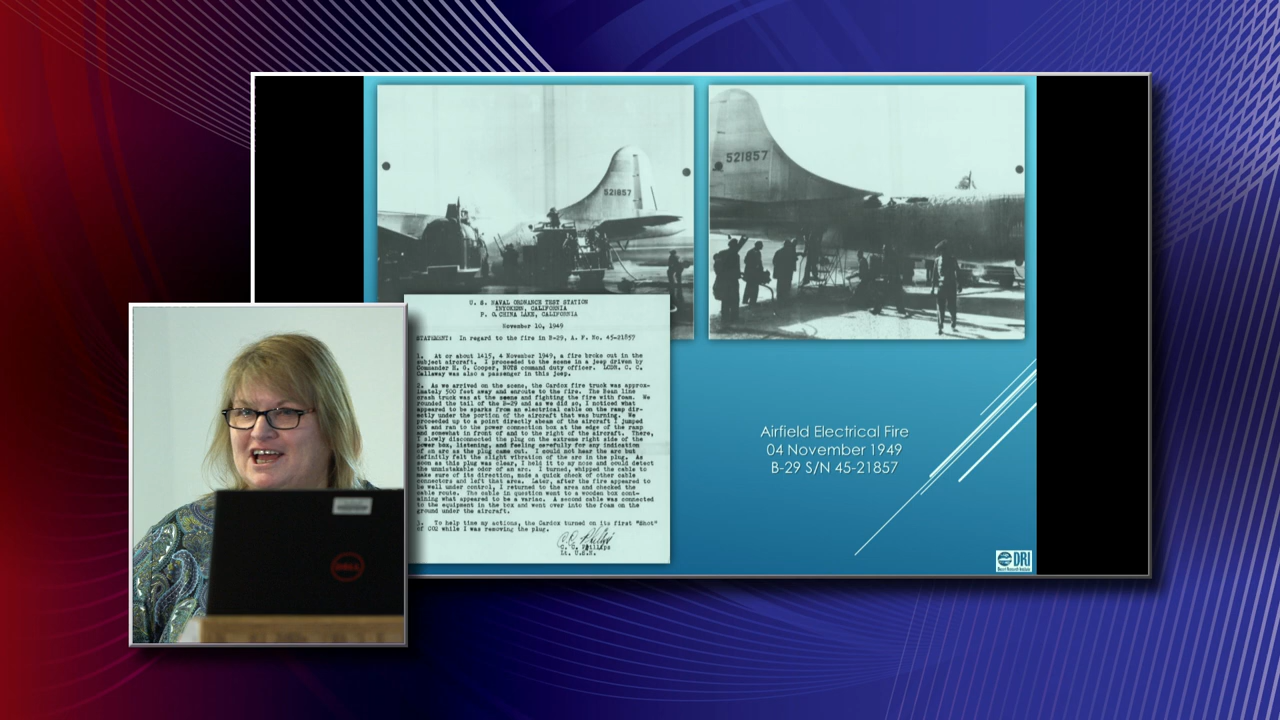 521857
521857
U. S. NAVAL ORDNANCE TEST STATION
INYOKERN, CALIFORNIA
P. O. CHINA LAKE, CALIFORNIA
November 10, 1949
STATEMENT: In regard to the fire in B-29, A. F. No. 45-21857
1. At or about 1415, 4 November 1949, a fire broke out in the
subject aircraft. I proceeded to the scene in a jeep driven by
Commander H. G. Cooper, NOTS command duty officer. LCDR. C. C.
Callaway was also a passenger in this jeep.
2. As we arrived on the scene, the Cardox fire truck was approx-
imately 500 feet away and enroute to the fire. The Bean line
crash truck was at the scene and fighting the fire with foam. We
rounded the tail of the B-29 and as we did so, I noticed what
appeared to be sparks from an electrical cable on the ramp dir-
ectly under the portion of the aircraft that was burning. We
proceeded up to a point directly abeam of the aircraft I jumped
out and ran to the power connection box at the edge of the ramp
and somewhat in front of and to the right of the aircraft. There,
I slowly disconnected the plug on the extreme right side of the
power box, listening, and feeling carefully for any indication
of an arc as the plug came out. I could not hear the arc but
definitely felt the slight vibration of the arc in the plug. As
soon as this plug was clear, I held it to my nose and could detect
the unmistakable odor of an arc. I turned, whipped the cable to
make sure of its direction, made a quick check of other cable
connectors and left that area. Later, after the fire appeared to
be well under control, I returned to the area and checked the
cable route. The cable in question went to a wooden box cont-
aining what appeared to be a variac. A second cable was connected
to the equipment in the box and went over into the foam on the
ground under the aircraft.
3. To help time my actions, the Cardox turned on its first "Shot"
of CO2 while I was removing the plug.
C. C. Phillips
C. C. Phillips
Lt. U.S.N.
Airfield Electrical Fire
04 November 1949
B-29 S/N 45-21857
DRI
DELL